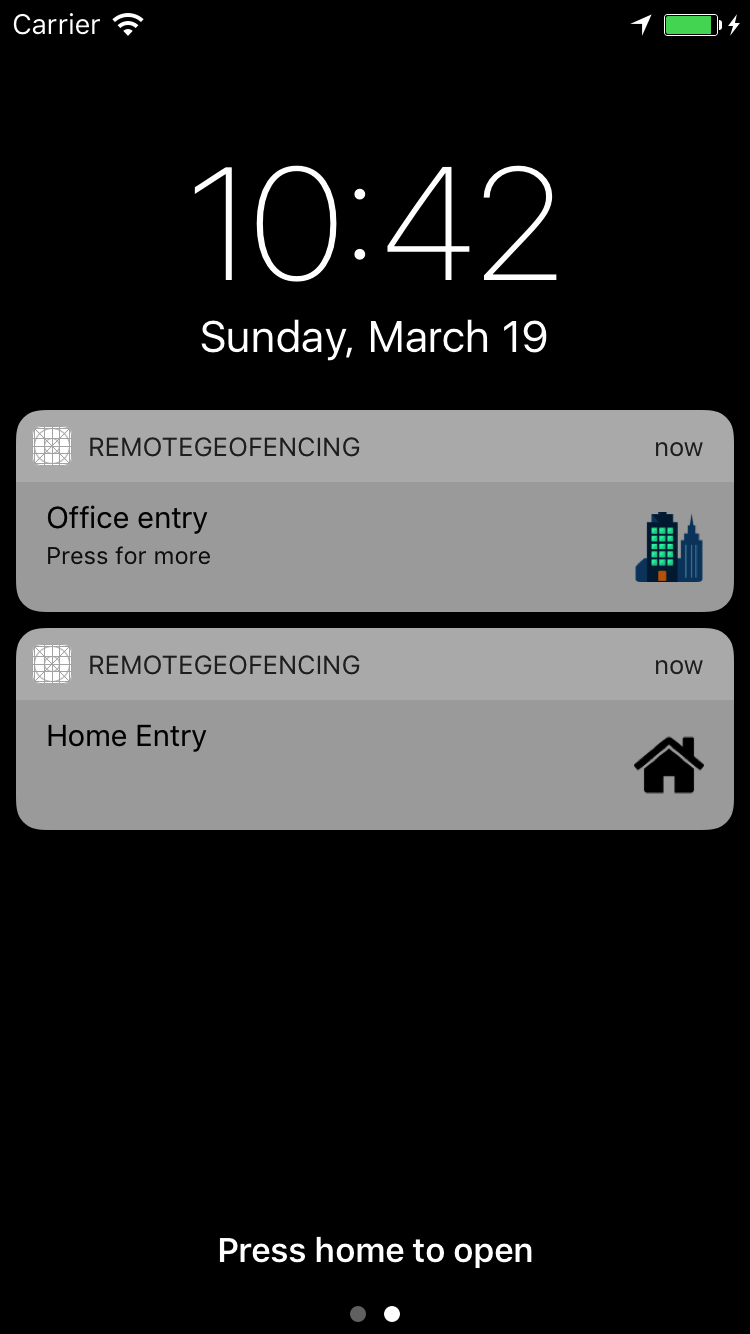 Carrier
10:42
Sunday, March 19
REMOTEGEOFENCING now
Office entry
Press for more
REMOTEGEOFENCING now
Home Entry
Press home to open